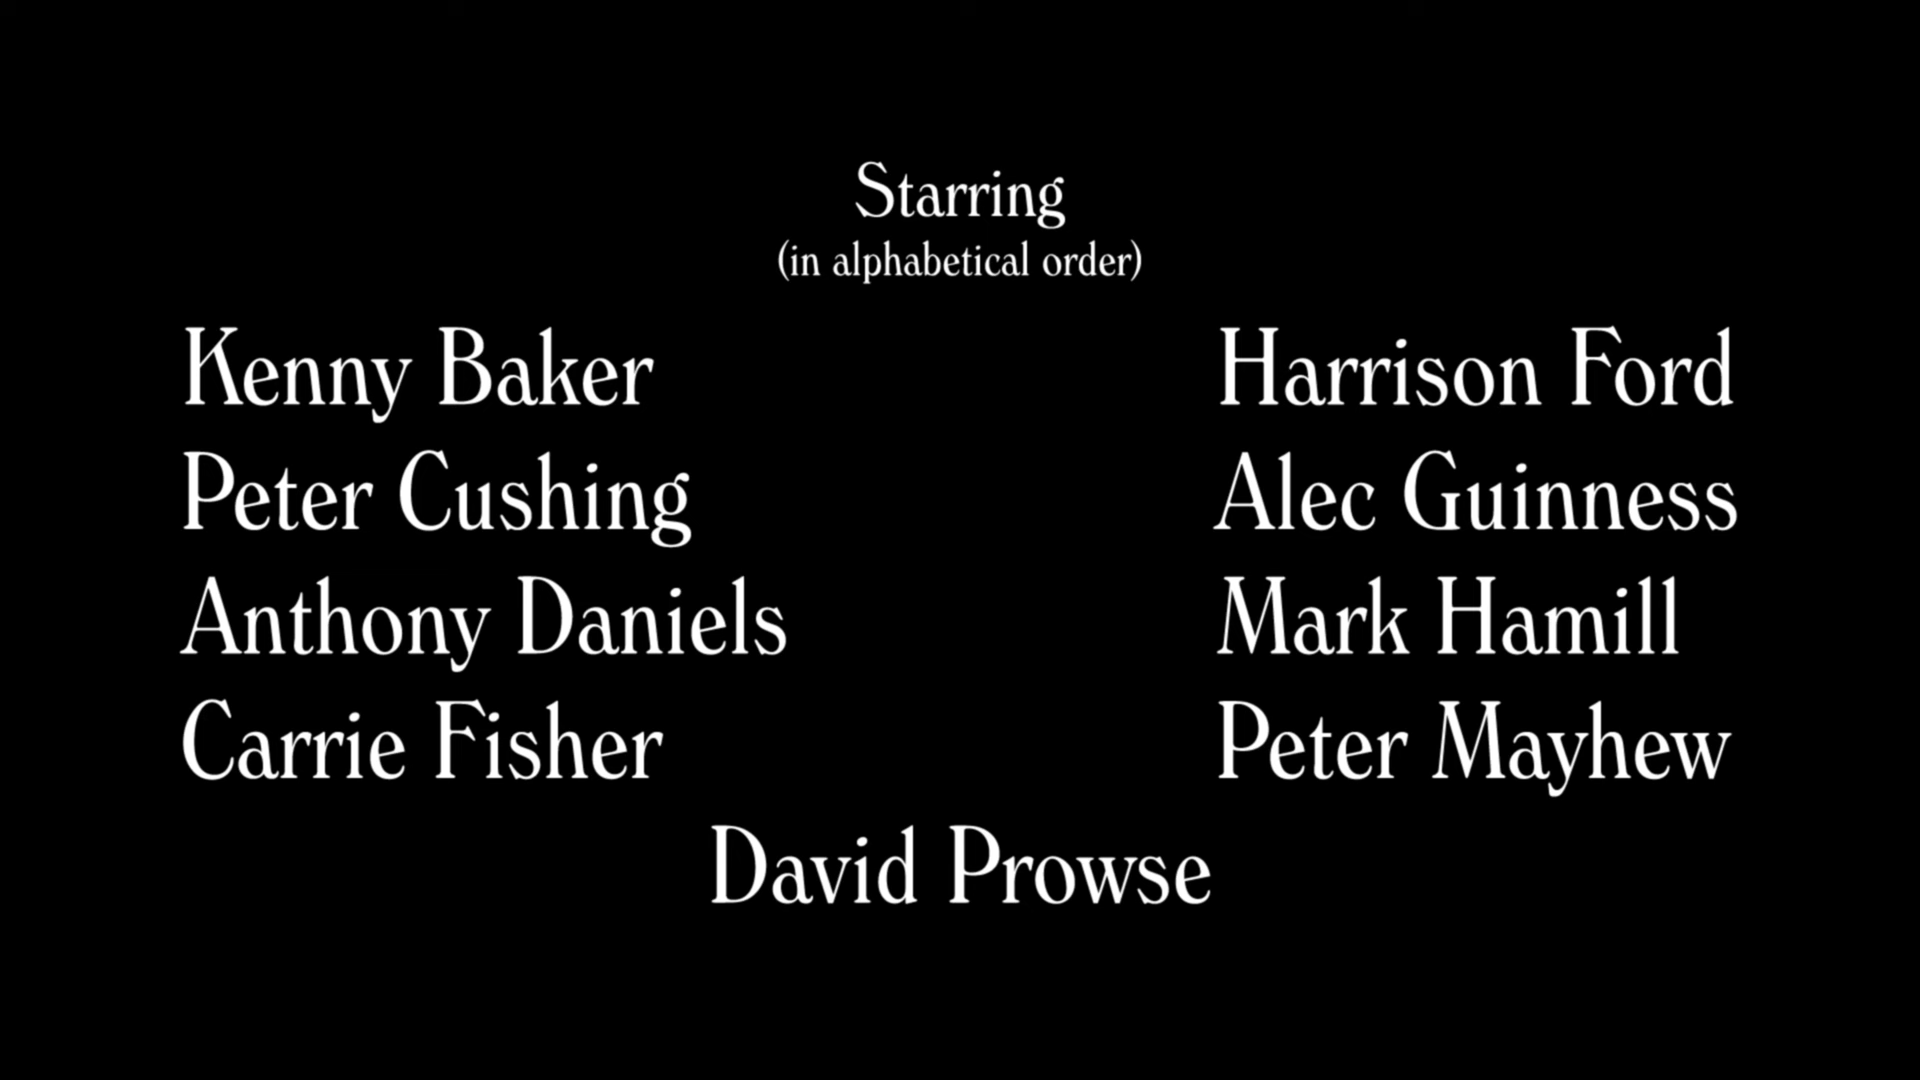 Starring
(in alphabetical order)
Kenny Baker
Peter Cushing
Anthony Daniels
Carrie Fisher
Harrison Ford
Alec Guinness
Mark Hamill
Peter Mayhew
David Prowse